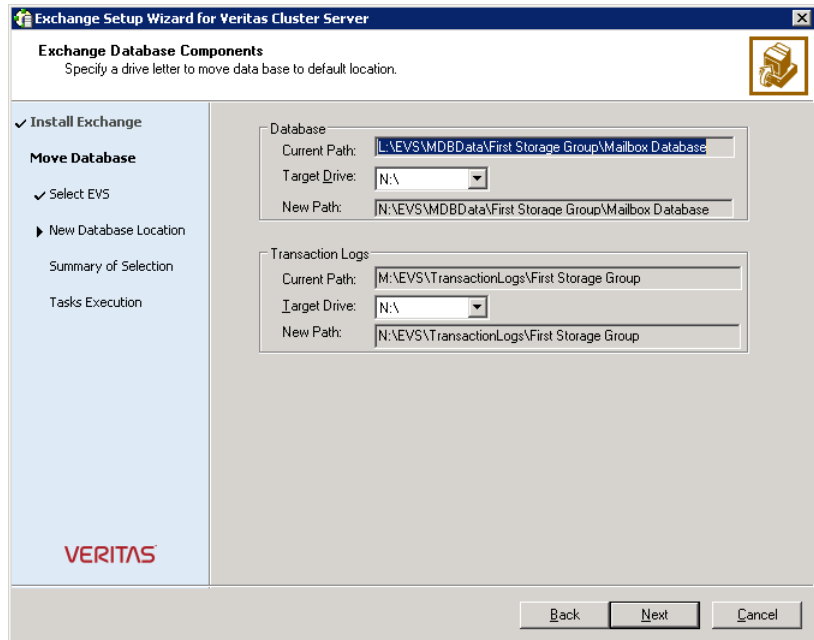 Exchange Setup Wizard for Veritas Cluster Server
Exchange Database Components
Specify a drive letter to move data base to default location.
Install Exchange
Move Database
Select EVS
New Database Location
Summary of Selection
Tasks Execution
VERITAS
Database
Current Path: L:\EVS\MDBData\First Storage Group\Mailbox Database
Target Drive: N:\
New Path: N:\EVS\MDBData\First Storage Group\Mailbox Database
Transaction Logs
Current Path: M:\EVS\TransactionLogs\First Storage Group
Target Drive: N:\
New Path: N:\EVS\TransactionLogs\First Storage Group
Back Next Cancel